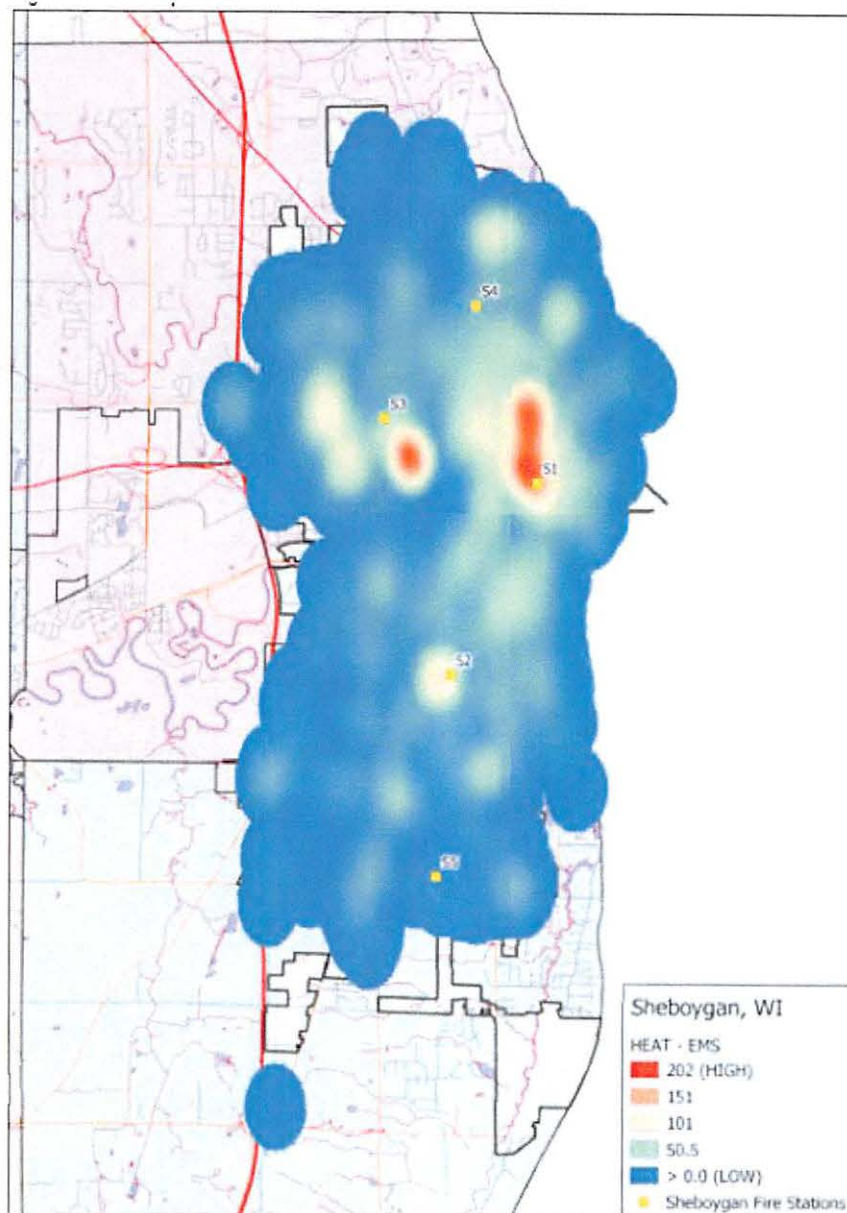 S4
S3
S1
S2
S5
Sheboygan, WI
HEAT - EMS
202 (HIGH)
151
101
50.5
> 0.0 (LOW)
Sheboygan Fire Stations